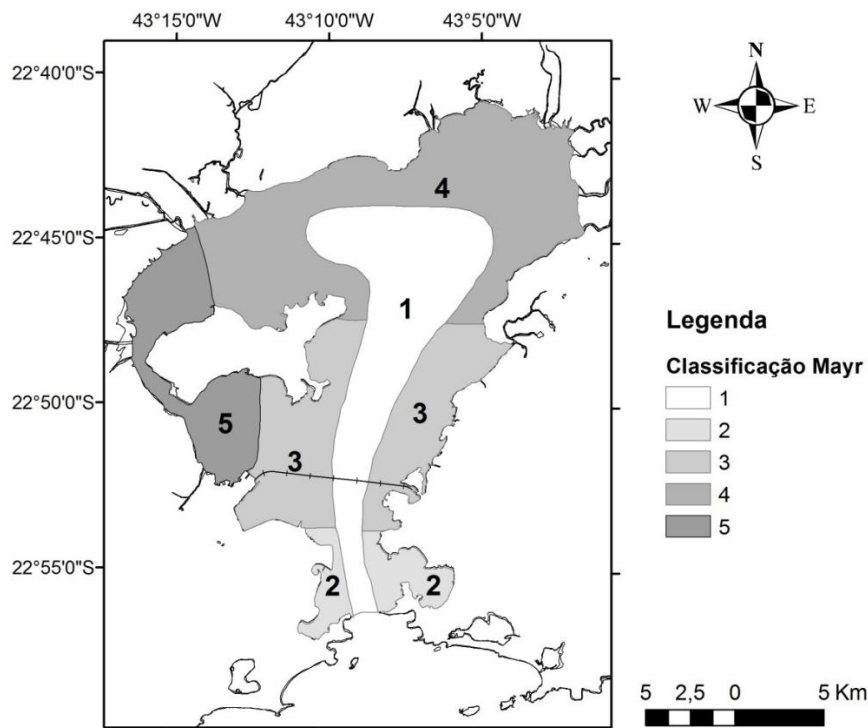 43°15'0"W 43°10'0"W 43°5'0"W
22°40'0"S
22°45'0"S
22°50'0"S
22°55'0"S
4
1
5
3
3
2
2
N
W E
S
Legenda
Classificação Mayr
1
2
3
4
5
5 2,5 0 5 Km